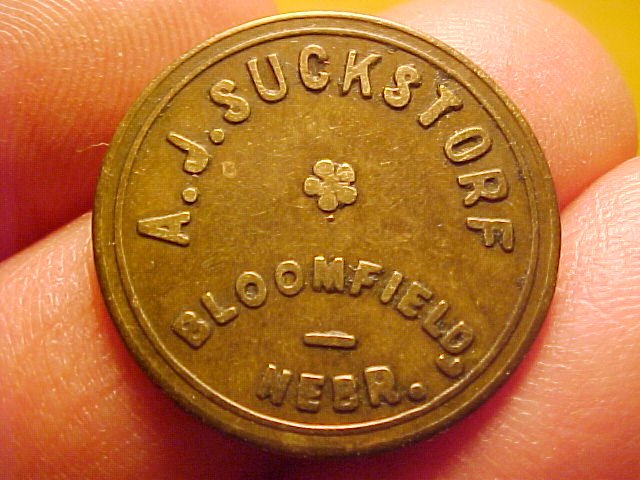 A.J. SUCKSTORF
BLOOMFIELD,
NEBR.